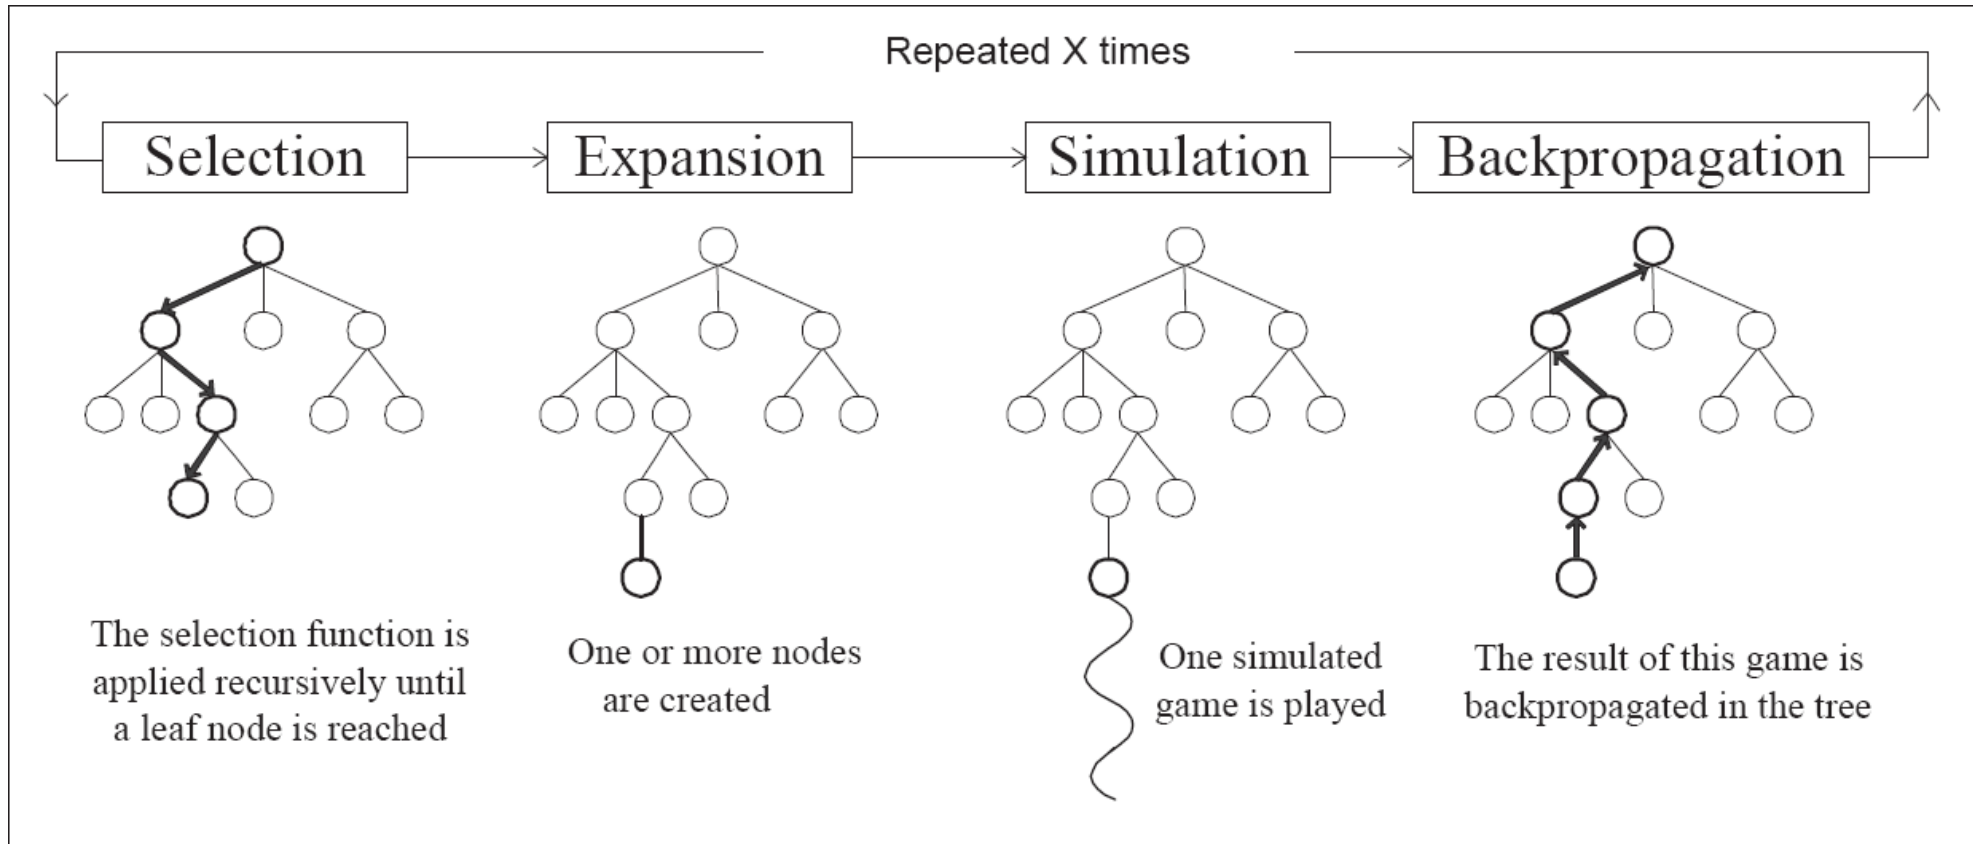 Repeated X times
Selection
Expansion
Simulation
Backpropagation
The selection function is
applied recursively until
a leaf node is reached
One or more nodes
are created
One simulated
game is played
The result of this game is
backpropagated in the tree